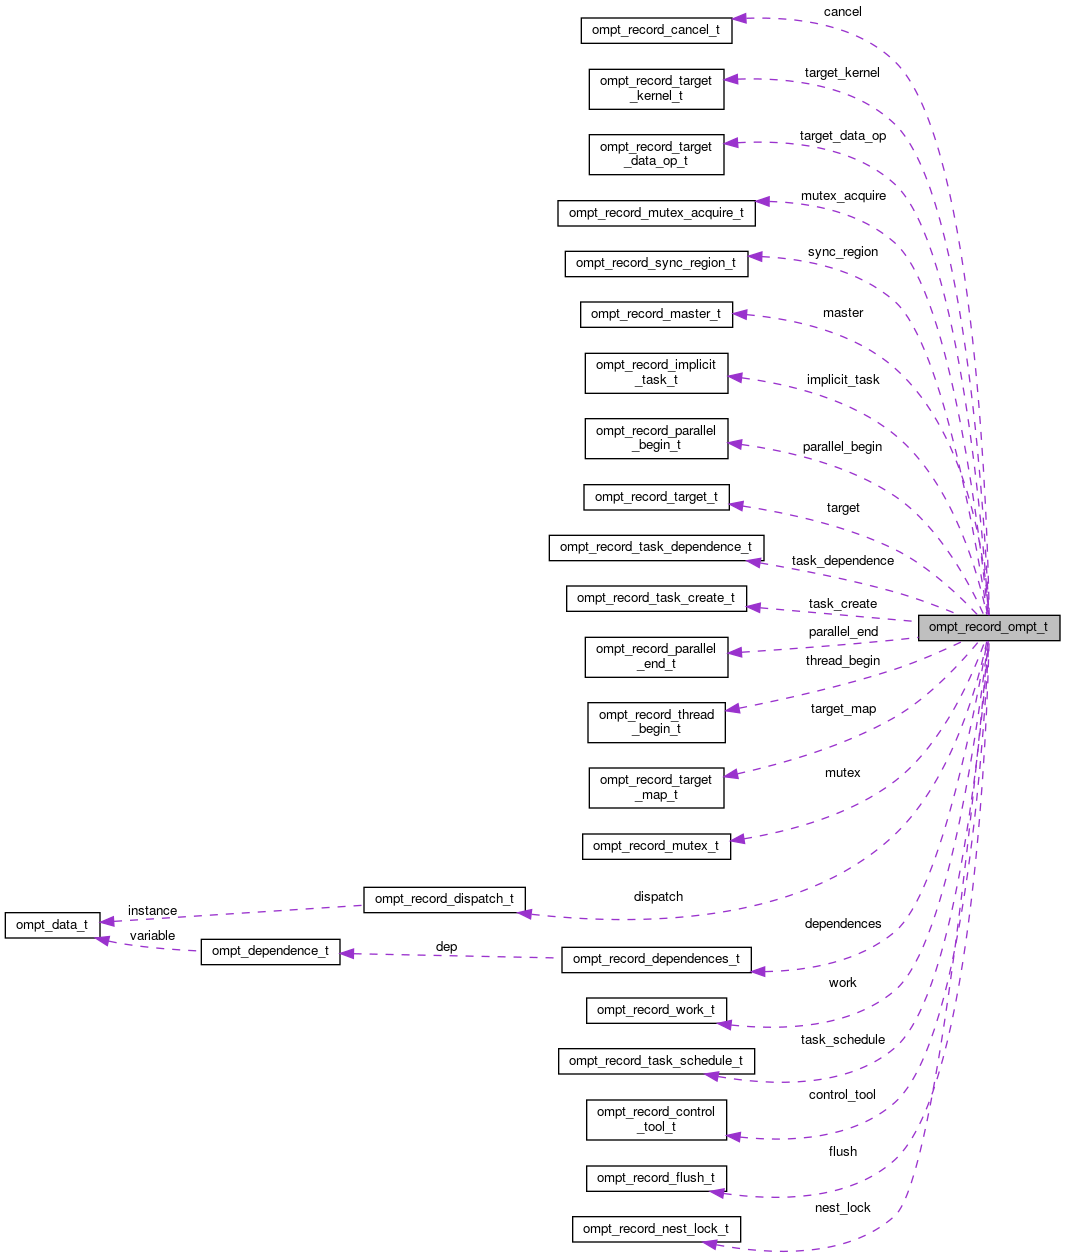 cancel
ompt_record_cancel_t
target_kernel
ompt_record_target
_kernel_t
target_data_op
ompt_record_target
_data_op_t
mutex_acquire
ompt_record_mutex_acquire_t
sync_region
ompt_record_sync_region_t
master
ompt_record_master_t
implicit_task
ompt_record_implicit
_task_t
parallel_begin
ompt_record_parallel
_begin_t
target
ompt_record_target_t
task_dependence
ompt_record_task_dependence_t
task_create
ompt_record_task_create_t
ompt_record_ompt_t
parallel_end
ompt_record_parallel
_end_t
thread_begin
ompt_record_thread
_begin_t
target_map
ompt_record_target
_map_t
mutex
ompt_record_mutex_t
dispatch
ompt_record_dispatch_t
instance
ompt_data_t
variable
ompt_dependence_t
dep
dependences
ompt_record_dependences_t
work
ompt_record_work_t
task_schedule
ompt_record_task_schedule_t
control_tool
ompt_record_control
_tool_t
flush
ompt_record_flush_t
nest_lock
ompt_record_nest_lock_t